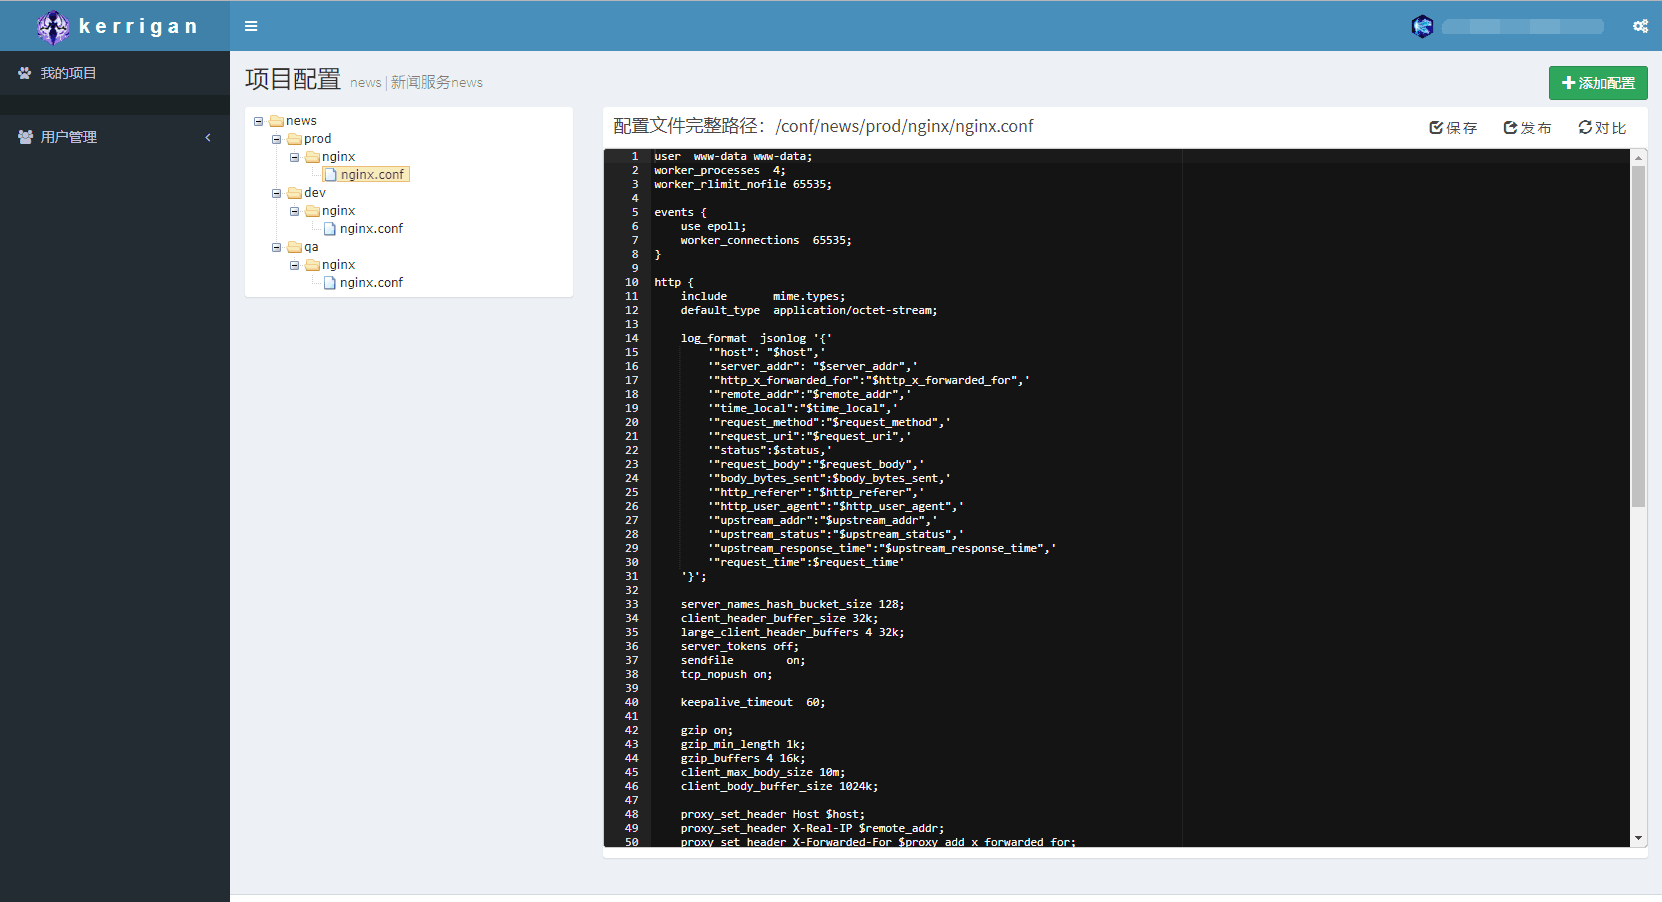 kerrigan
我的项目
用户管理
项目配置 news | 新闻服务news
添加配置
news
prod
nginx
nginx.conf
dev
nginx
nginx.conf
qa
nginx
nginx.conf
配置文件完整路径：/conf/news/prod/nginx/nginx.conf
保存 发布 对比
1 user  www-data www-data;
2 worker_processes  4;
3 worker_rlimit_nofile 65535;
4
5 events {
6     use epoll;
7     worker_connections  65535;
8 }
9
10 http {
11     include       mime.types;
12     default_type  application/octet-stream;
13
14     log_format  jsonlog '{'
15         '"host": "$host",'
16         '"server_addr": "$server_addr",'
17         '"http_x_forwarded_for":"$http_x_forwarded_for",'
18         '"remote_addr":"$remote_addr",'
19         '"time_local":"$time_local",'
20         '"request_method":"$request_method",'
21         '"request_uri":"$request_uri",'
22         '"status":$status,'
23         '"request_body":"$request_body",'
24         '"body_bytes_sent":$body_bytes_sent,'
25         '"http_referer":"$http_referer",'
26         '"http_user_agent":"$http_user_agent",'
27         '"upstream_addr":"$upstream_addr",'
28         '"upstream_status":"$upstream_status",'
29         '"upstream_response_time":"$upstream_response_time",'
30         '"request_time":$request_time'
31     '}';
32
33     server_names_hash_bucket_size 128;
34     client_header_buffer_size 32k;
35     large_client_header_buffers 4 32k;
36     server_tokens off;
37     sendfile        on;
38     tcp_nopush on;
39
40     keepalive_timeout  60;
41
42     gzip on;
43     gzip_min_length 1k;
44     gzip_buffers 4 16k;
45     client_max_body_size 10m;
46     client_body_buffer_size 1024k;
47
48     proxy_set_header Host $host;
49     proxy_set_header X-Real-IP $remote_addr;
50     proxy_set_header X-Forwarded-For $proxy_add_x_forwarded_for;